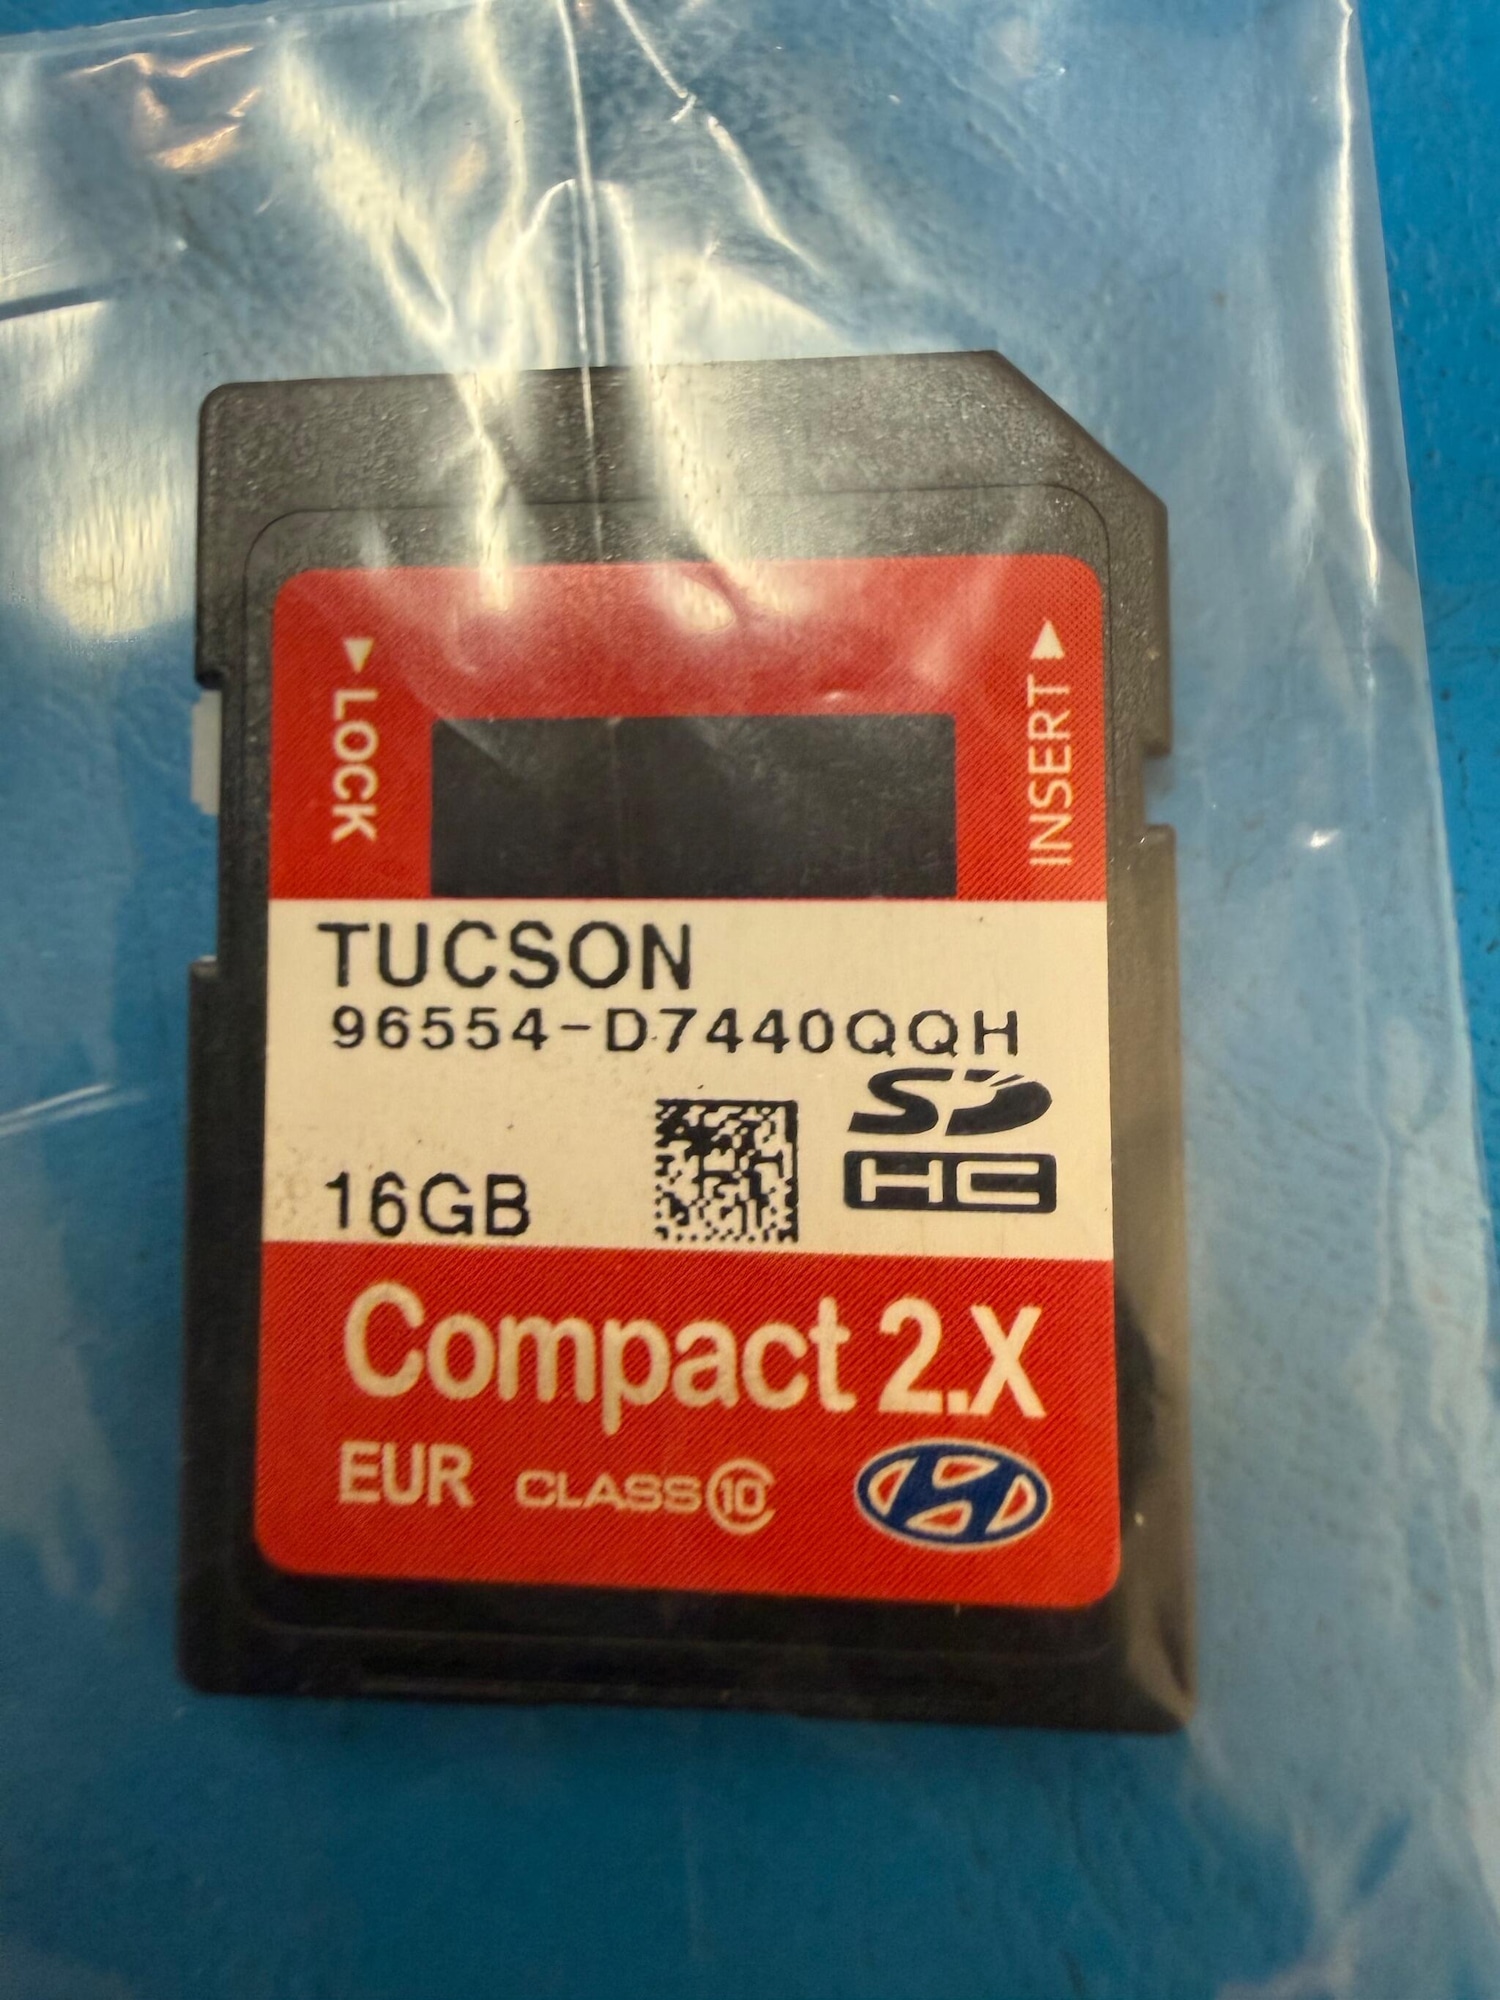 LOCK
INSERT
TUCSON
96554-D7440QQH
SD
HC
16GB
Compact 2.X
EUR CLASS 10